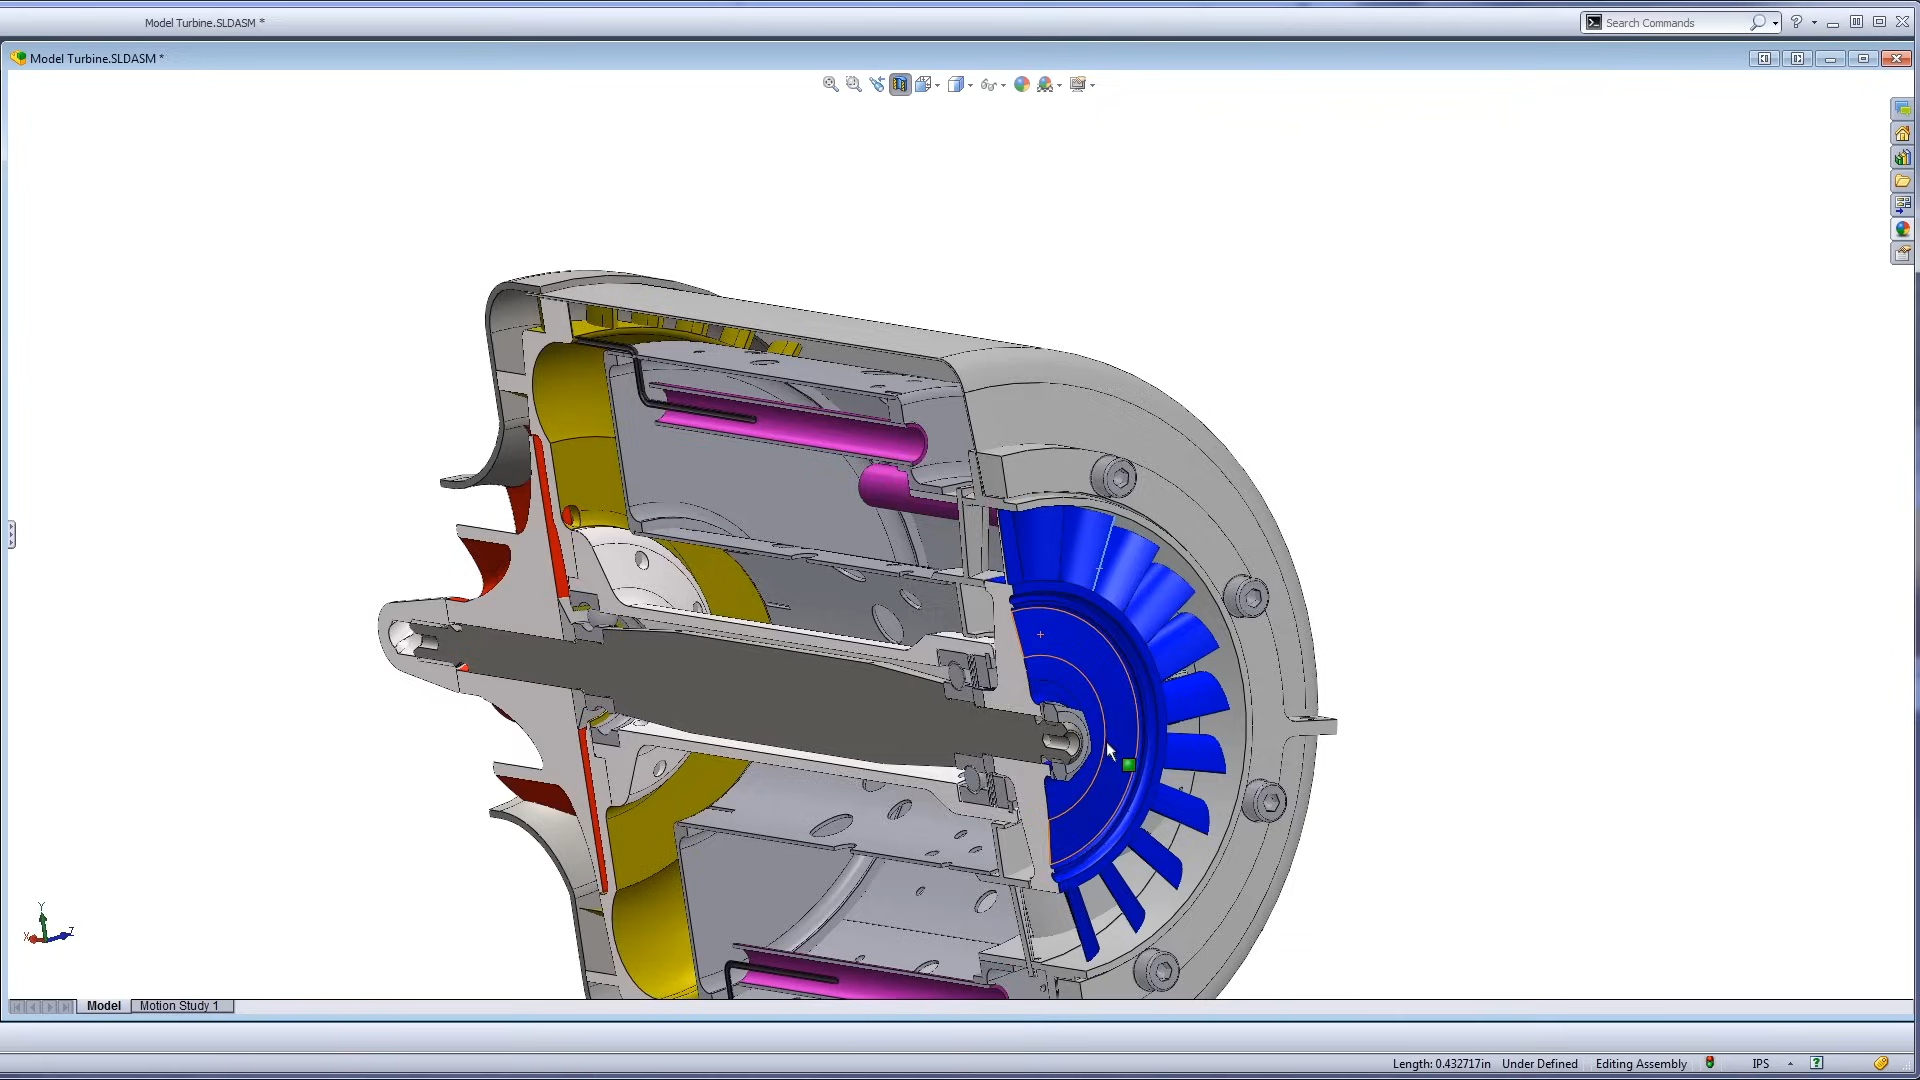 Model Turbine.SLDASM *
Search Commands
Model Turbine.SLDASM *
Y
X
Z
Model
Motion Study 1
Length: 0.432717in
Under Defined
Editing Assembly
IPS